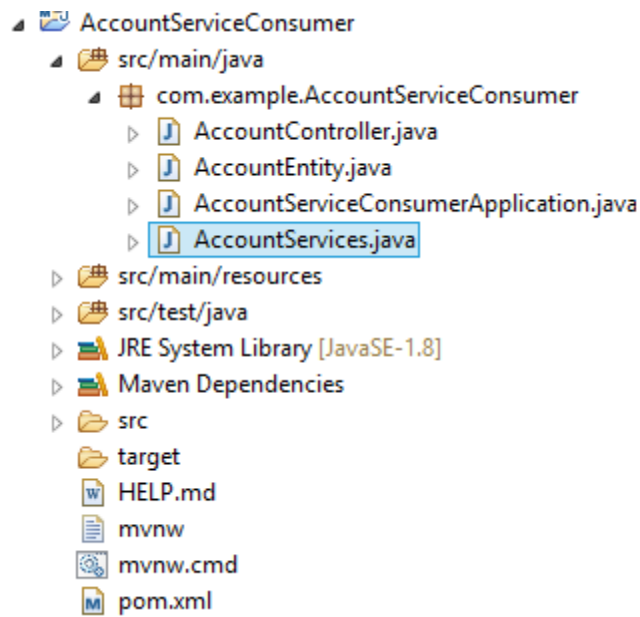 AccountServiceConsumer
src/main/java
com.example.AccountServiceConsumer
AccountController.java
AccountEntity.java
AccountServiceConsumerApplication.java
AccountServices.java
src/main/resources
src/test/java
JRE System Library [JavaSE-1.8]
Maven Dependencies
src
target
HELP.md
mvnw
mvnw.cmd
pom.xml